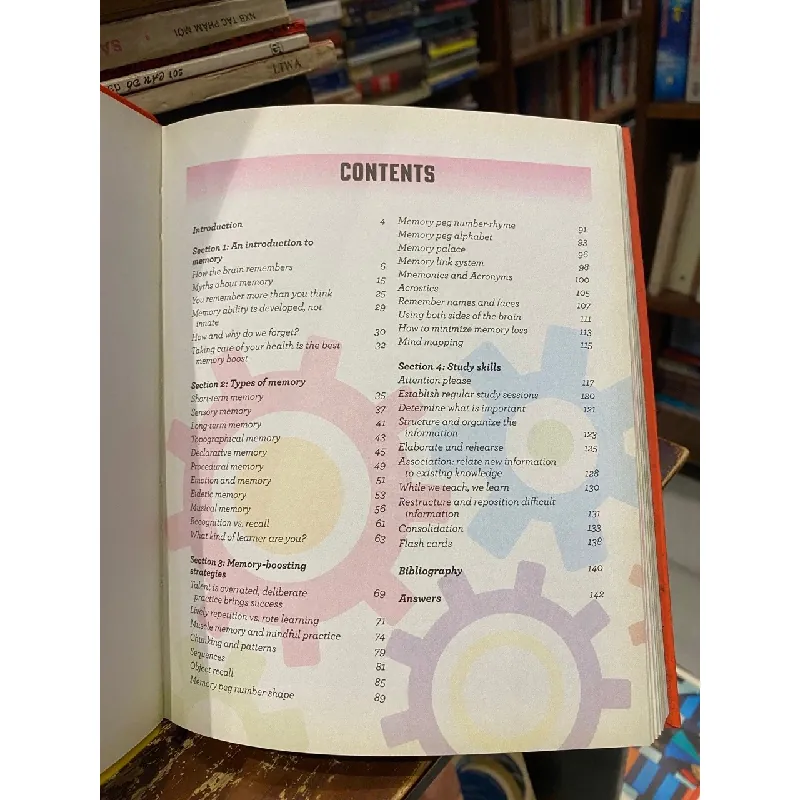 NXB TÁC PHẨM MỚI
CONTENTS
Introduction 4
Section 1: An introduction to
memory
How the brain remembers 6
Myths about memory 15
You remember more than you think 25
Memory ability is developed, not 29
innate
How and why do we forget? 30
Taking care of your health is the best 32
memory boost
Section 2: Types of memory
Short-term memory 35
Sensory memory 37
Long-term memory 41
Topographical memory 43
Declarative memory 45
Procedural memory 49
Emotion and memory 51
Eidetic memory 53
Musical memory 56
Recognition vs. recall 61
What kind of learner are you? 63
Section 3: Memory-boosting
strategies
Talent is overrated, deliberate 69
practice brings success
Lively repetition vs. rote learning 71
Muscle memory and mindful practice 74
Chunking and patterns 79
Sequences 81
Object recall 85
Memory peg number-shape 89
Memory peg number-rhyme 91
Memory peg alphabet 93
Memory palace 96
Memory link system 98
Mnemonics and Acronyms 100
Acrostics 105
Remember names and faces 107
Using both sides of the brain 111
How to minimize memory loss 113
Mind mapping 115
Section 4: Study skills
Attention please 117
Establish regular study sessions 120
Determine what is important 121
Structure and organize the
information 123
Elaborate and rehearse 125
Association: relate new information
to existing knowledge 128
While we teach, we learn 130
Restructure and reposition difficult
information 131
Consolidation 133
Flash cards 136
Bibliography 140
Answers 142